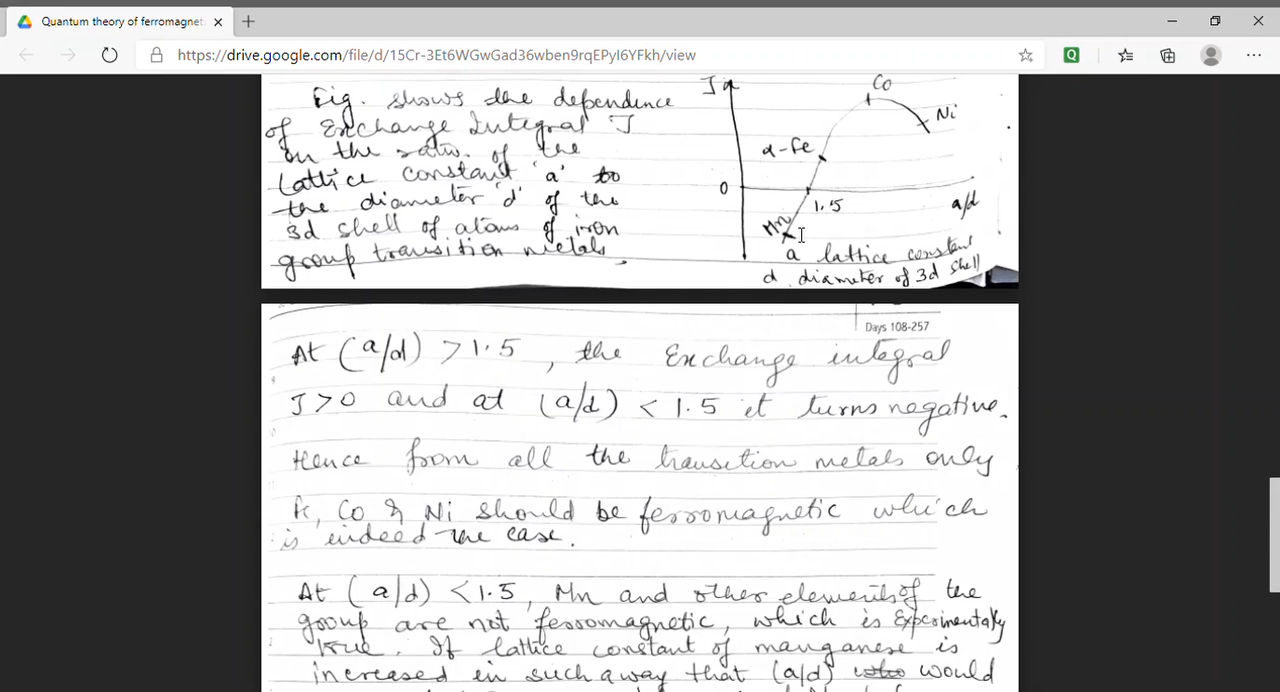 Quantum theory of ferromagnet
https://drive.google.com/file/d/15Cr-3Et6WGwGad36wben9rqEPyI6YFkh/view
Fig. shows the dependence
of Exchange Integral J
on the ratio. of the
lattice constant 'a' to
the diameter 'd' of the
3d shell of atoms of iron
group transition metals.
J
Co
Ni
α-Fe
0
1.5
a/d
Mn
a lattice constant
d. diameter of 3d shell
Days 108-257
At (a/d) > 1.5, the Exchange integral
J > 0 and at (a/d) < 1.5 it turns negative.
Hence from all the transition metals only
Co & Ni should be ferromagnetic which
is indeed the case.
At (a/d) < 1.5, Mn and other elements of the
group are not ferromagnetic, which is Experimentally
true. If lattice constant of manganese is
increased in such a way that (a/d) would